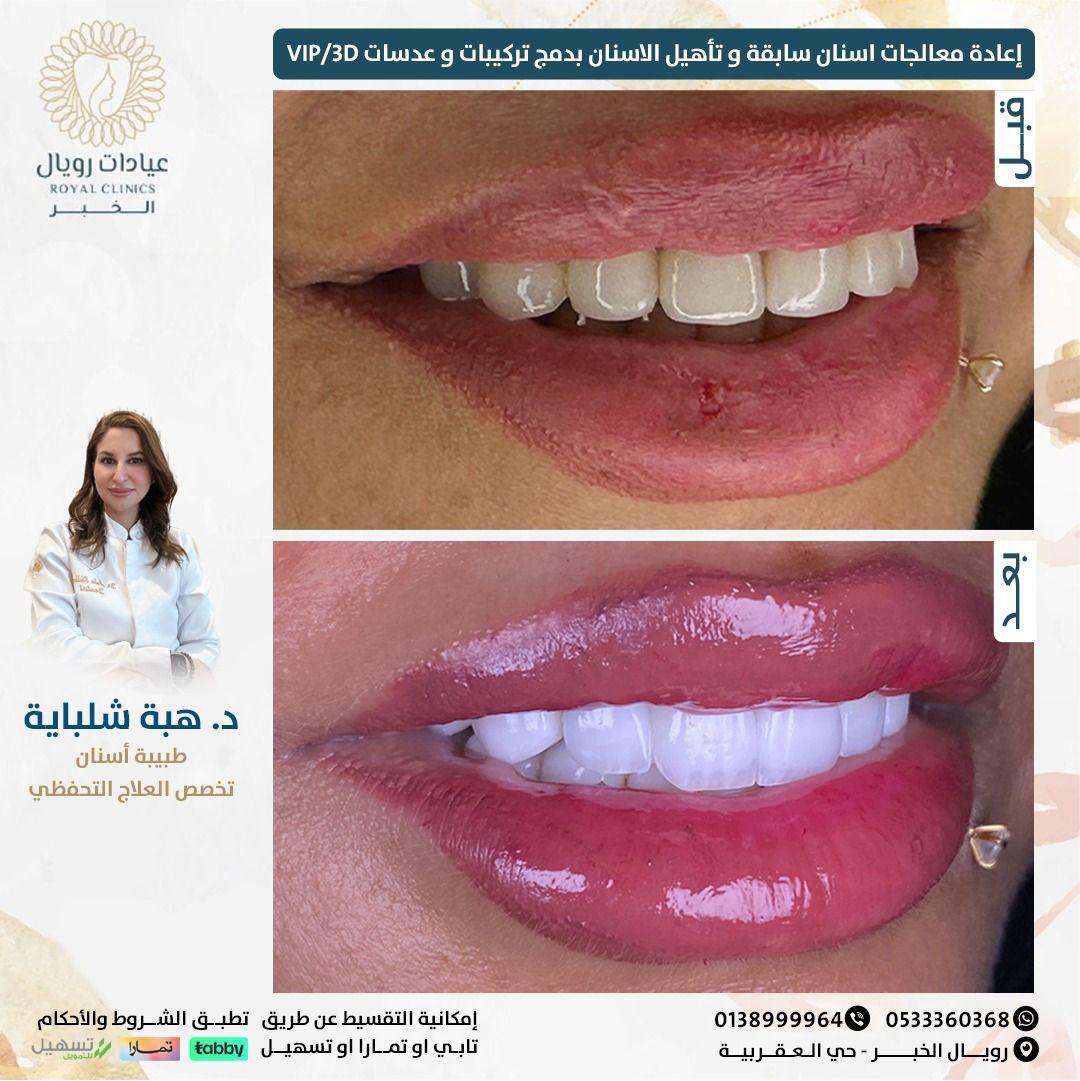 إعادة معالجات اسنان سابقة و تأهيل الاسنان بدمج تركيبات و عدسات VIP/3D
عيادات رويال
ROYAL CLINICS
الخبر
قبل
بعد
د. هبة شلباية
طبيبة أسنان
تخصص العلاج التحفظي
0533360368
0138999964
رويال الخبر - حي العقربية
إمكانية التقسيط عن طريق
تابي او تمارا او تسهيل
تطبق الشروط والأحكام
tabby
تمارا
تسهيل
للتمويل